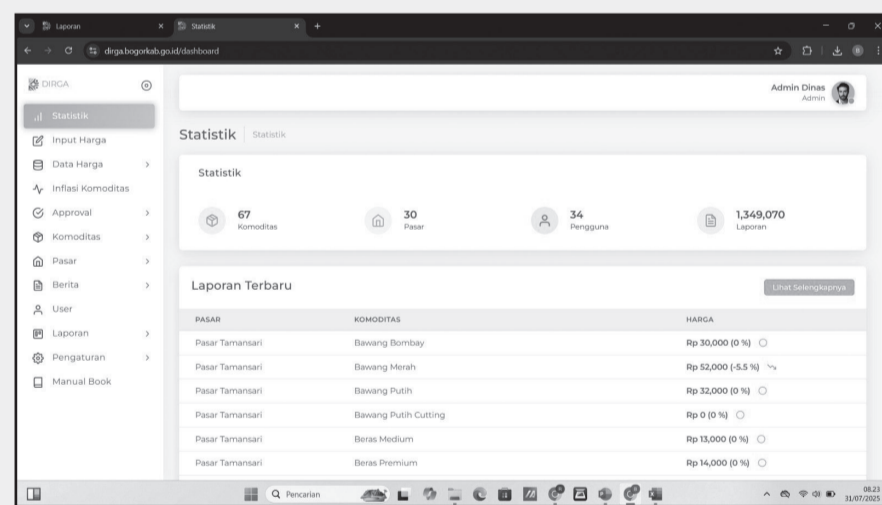 Laporan
Statistik
dirga.bogorkab.go.id/dashboard
DIRGA
Admin Dinas
Admin
Statistik
Input Harga
Data Harga
Inflasi Komoditas
Approval
Komoditas
Pasar
Berita
User
Laporan
Pengaturan
Manual Book
Statistik Statistik
Statistik
67
Komoditas
30
Pasar
34
Pengguna
1,349,070
Laporan
Laporan Terbaru
Lihat Selengkapnya
PASAR KOMODITAS HARGA
Pasar Tamansari Bawang Bombay Rp 30,000 (0 %)
Pasar Tamansari Bawang Merah Rp 52,000 (-5.5 %)
Pasar Tamansari Bawang Putih Rp 32,000 (0 %)
Pasar Tamansari Bawang Putih Cutting Rp 0 (0 %)
Pasar Tamansari Beras Medium Rp 13,000 (0 %)
Pasar Tamansari Beras Premium Rp 14,000 (0 %)
Pencarian
08.23
31/07/2025